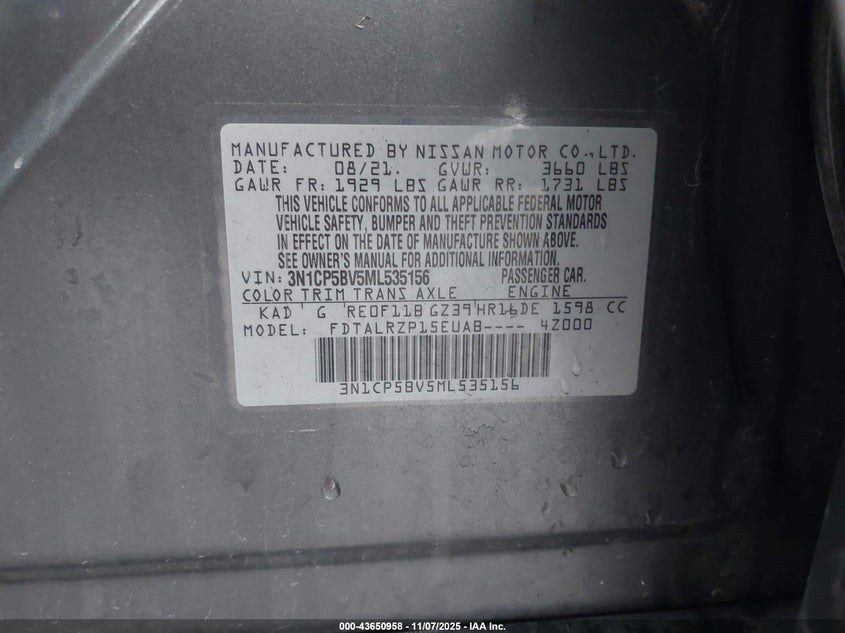 MANUFACTURED BY NISSAN MOTOR CO.,LTD.
DATE: 08/21. GVWR: 3660 LBS
GAWR FR: 1929 LBS GAWR RR: 1731 LBS
THIS VEHICLE CONFORMS TO ALL APPLICABLE FEDERAL MOTOR
VEHICLE SAFETY, BUMPER AND THEFT PREVENTION STANDARDS
IN EFFECT ON THE DATE OF MANUFACTURE SHOWN ABOVE.
SEE OWNER'S MANUAL FOR ADDITIONAL INFORMATION.
VIN: 3N1CP5BV5ML535156 PASSENGER CAR.
COLOR TRIM TRANS AXLE ENGINE
KAD G RE0F11B GZ39 HR16DE 1598 CC
MODEL: FDTALRZP15EUAB---- 4Z000
3N1CP5BV5ML535156
000-43650958 - 11/07/2025 - IAA Inc.